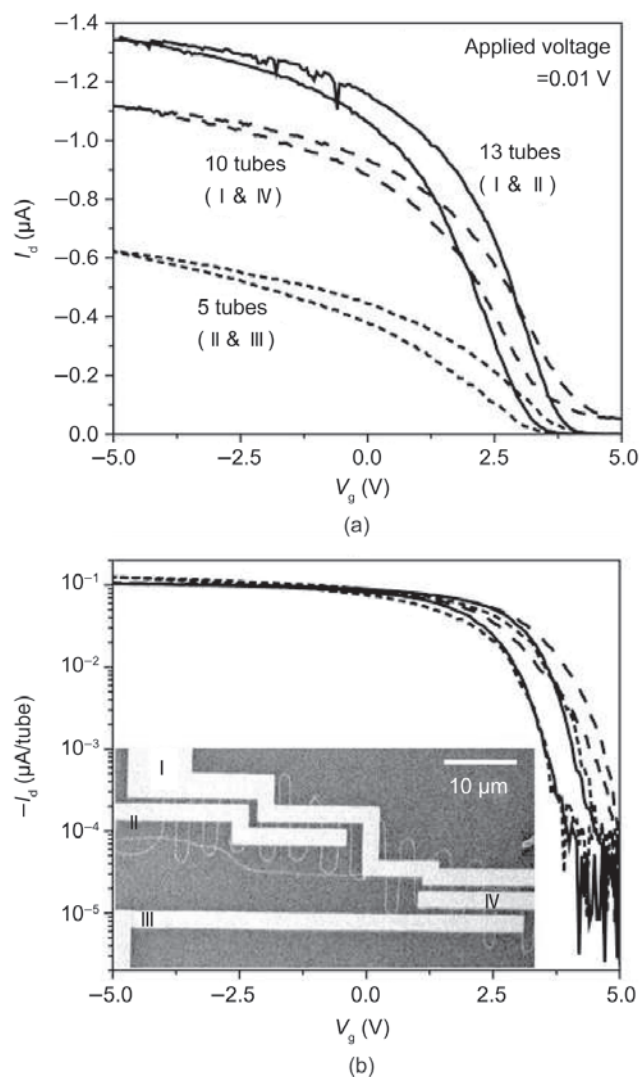 −1.4
−1.2
−1.0
−0.8
−0.6
−0.4
−0.2
0.0
I_d (μA)
Applied voltage
=0.01 V
13 tubes
(Ⅰ & Ⅱ)
10 tubes
(Ⅰ & Ⅳ)
5 tubes
(Ⅱ & Ⅲ)
−5.0 −2.5 0.0 2.5 5.0
V_g (V)
(a)
10⁻¹
10⁻²
10⁻³
10⁻⁴
10⁻⁵
−I_d (μA/tube)
Ⅰ
10 μm
Ⅱ
Ⅲ
Ⅳ
−5.0 −2.5 0.0 2.5 5.0
V_g (V)
(b)